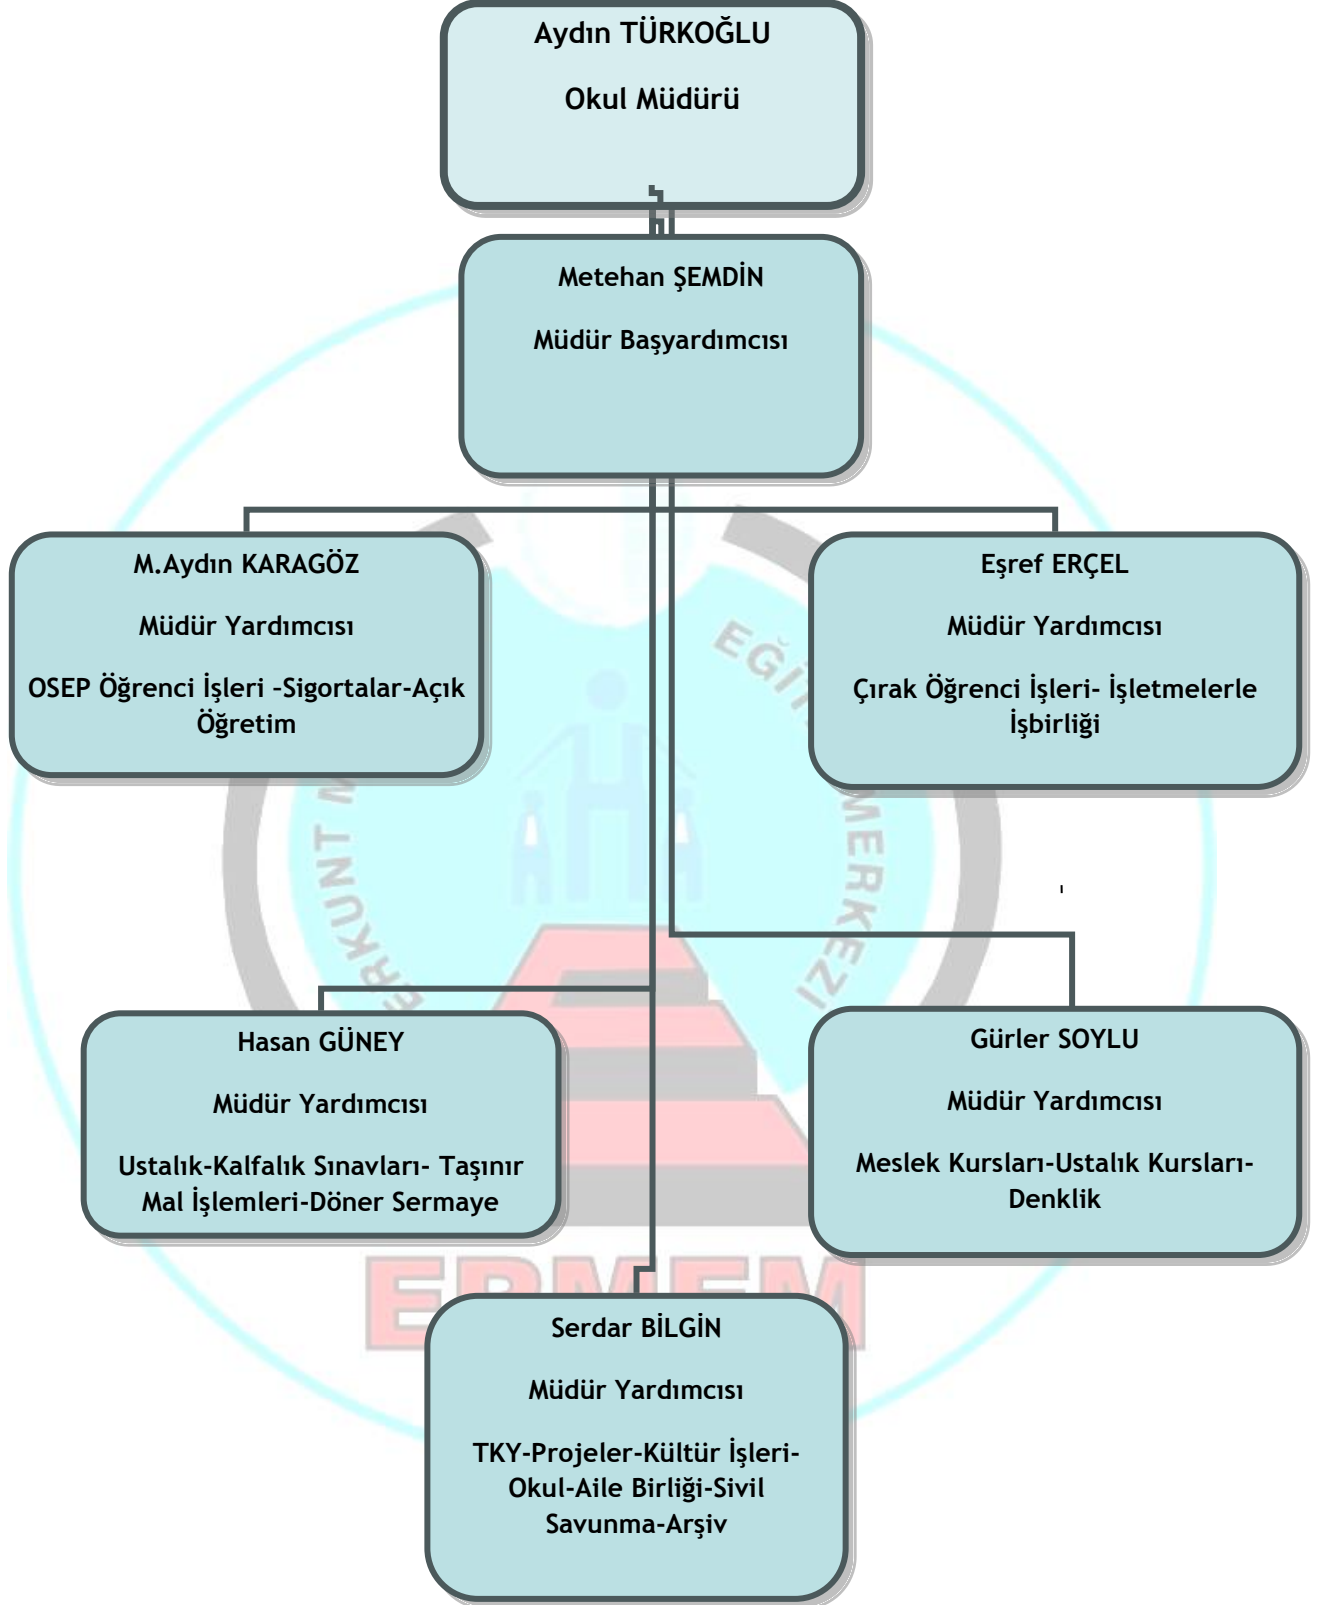 Aydın TÜRKOĞLU
Okul Müdürü
Metehan ŞEMDİN
Müdür Başyardımcısı
M.Aydın KARAGÖZ
Müdür Yardımcısı
OSEP Öğrenci İşleri –Sigortalar-Açık
Öğretim
Eşref ERÇEL
Müdür Yardımcısı
Çırak Öğrenci İşleri- İşletmelerle
İşbirliği
Hasan GÜNEY
Müdür Yardımcısı
Ustalık-Kalfalık Sınavları- Taşınır
Mal İşlemleri-Döner Sermaye
Gürler SOYLU
Müdür Yardımcısı
Meslek Kursları-Ustalık Kursları-
Denklik
ERMEM
Serdar BİLGİN
Müdür Yardımcısı
TKY-Projeler-Kültür İşleri-
Okul-Aile Birliği-Sivil
Savunma-Arşiv
MERKEZİ